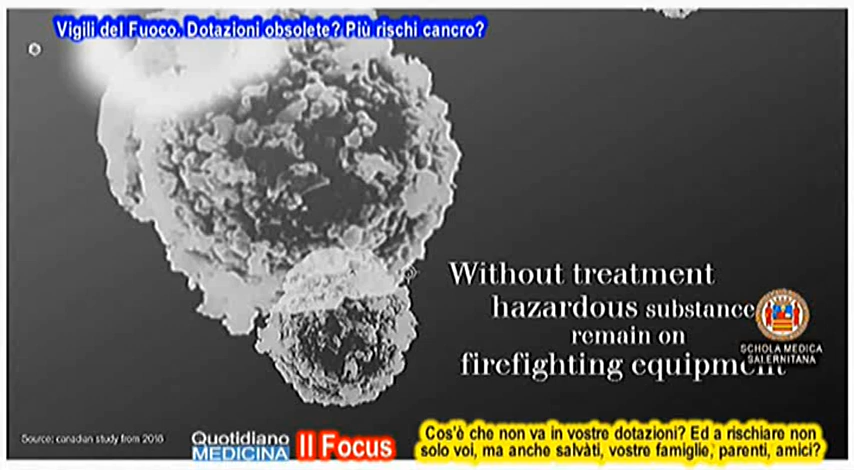 Vigili del Fuoco. Dotazioni obsolete? Più rischi cancro?
Without treatment
hazardous substance
remain on
firefighting equipment
SCHOLA MEDICA
SALERNITANA
Source: canadian study from 2016
Quotidiano
MEDICINA
Il Focus
Cos'è che non va in vostre dotazioni? Ed a rischiare non
solo voi, ma anche salvàti, vostre famiglie, parenti, amici?